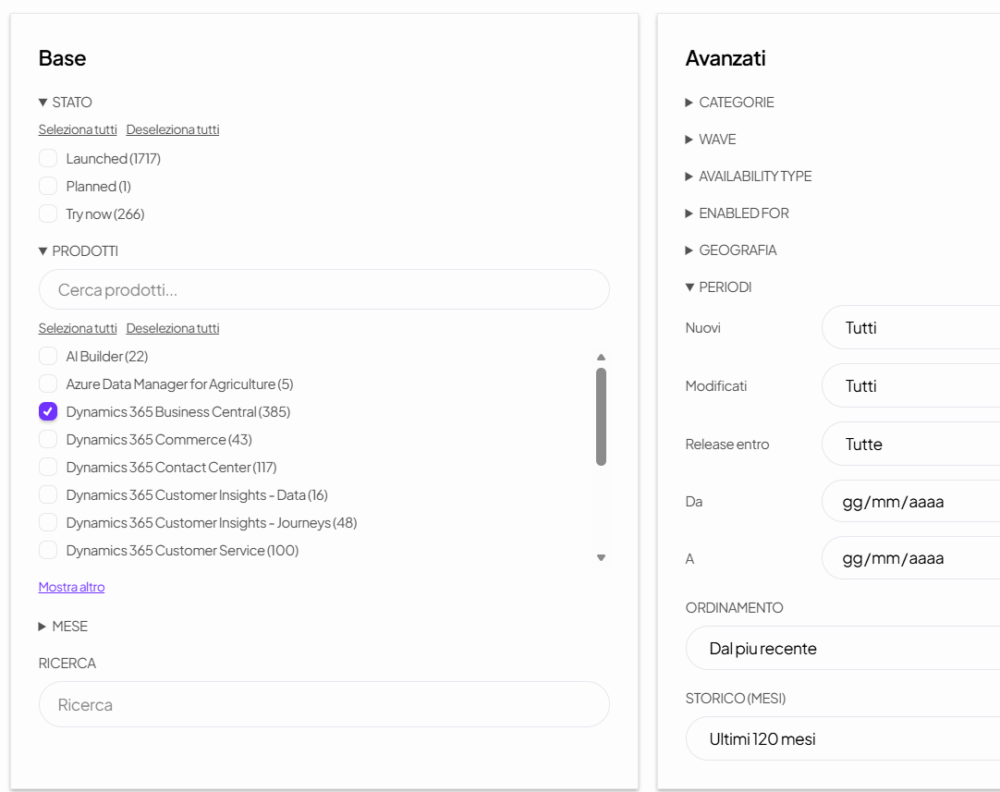 Base
STATO
Seleziona tutti Deseleziona tutti
Launched (1717)
Planned (1)
Try now (266)
PRODOTTI
Cerca prodotti...
Seleziona tutti Deseleziona tutti
AI Builder (22)
Azure Data Manager for Agriculture (5)
Dynamics 365 Business Central (385)
Dynamics 365 Commerce (43)
Dynamics 365 Contact Center (117)
Dynamics 365 Customer Insights - Data (16)
Dynamics 365 Customer Insights - Journeys (48)
Dynamics 365 Customer Service (100)
Mostra altro
MESE
RICERCA
Ricerca
Avanzati
CATEGORIE
WAVE
AVAILABILITY TYPE
ENABLED FOR
GEOGRAFIA
PERIODI
Nuovi Tutti
Modificati Tutti
Release entro Tutte
Da gg/mm/aaaa
A gg/mm/aaaa
ORDINAMENTO
Dal piu recente
STORICO (MESI)
Ultimi 120 mesi